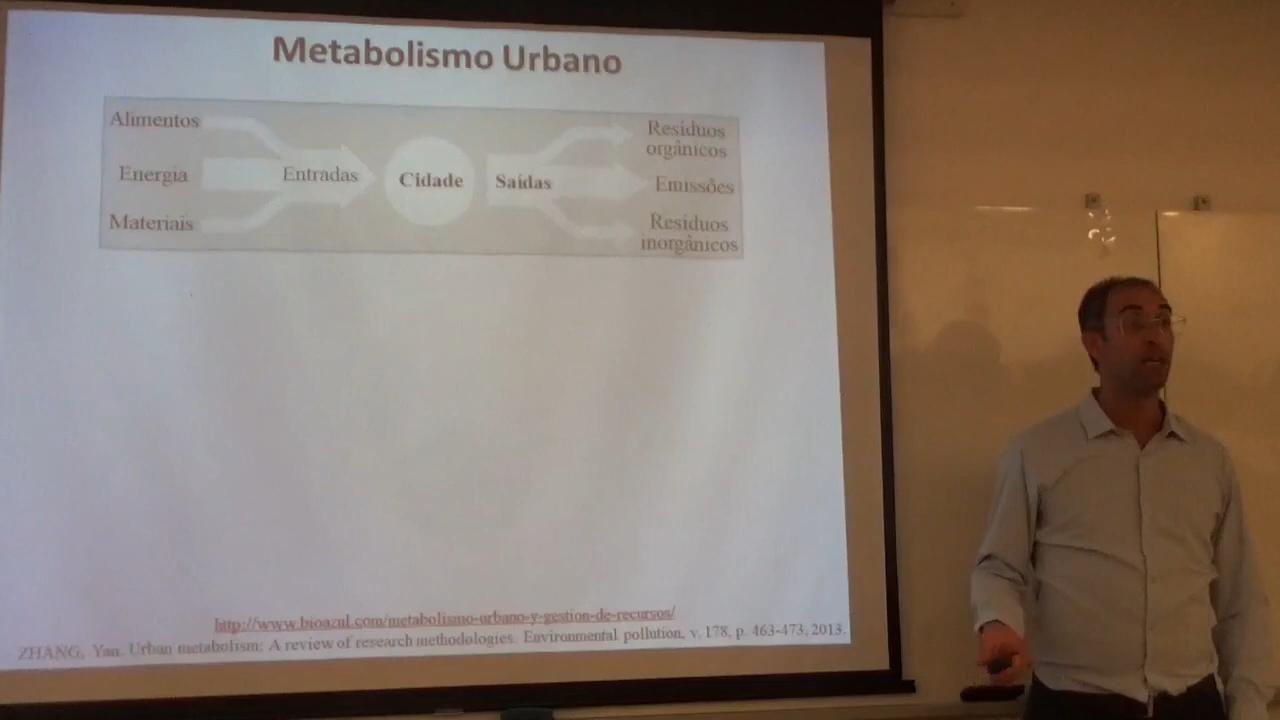 Metabolismo Urbano
Alimentos
Energia
Materiais
Entradas
Cidade
Saídas
Resíduos
orgânicos
Emissões
Resíduos
inorgânicos
http://www.bioazul.com/metabolismo-urbano-y-gestion-de-recursos/
ZHANG, Yan. Urban metabolism: A review of research methodologies. Environmental pollution, v. 178, p. 463-473, 2013.